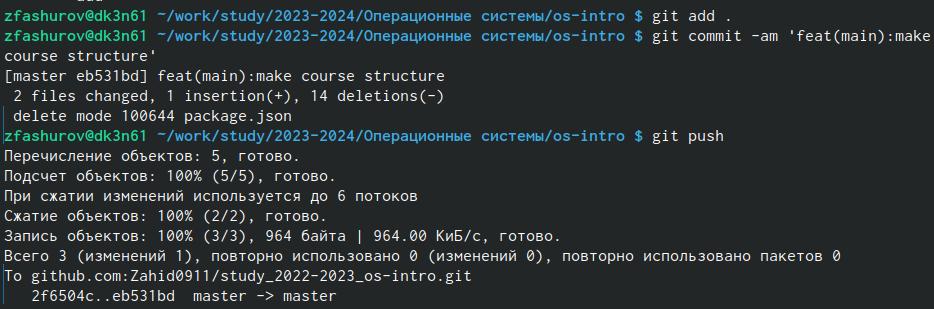 zfashurov@dk3n61 ~/work/study/2023-2024/Операционные системы/os-intro $ git add .
zfashurov@dk3n61 ~/work/study/2023-2024/Операционные системы/os-intro $ git commit -am 'feat(main):make
course structure'
[master eb531bd] feat(main):make course structure
 2 files changed, 1 insertion(+), 14 deletions(-)
 delete mode 100644 package.json
zfashurov@dk3n61 ~/work/study/2023-2024/Операционные системы/os-intro $ git push
Перечисление объектов: 5, готово.
Подсчет объектов: 100% (5/5), готово.
При сжатии изменений используется до 6 потоков
Сжатие объектов: 100% (2/2), готово.
Запись объектов: 100% (3/3), 964 байта | 964.00 КиБ/с, готово.
Всего 3 (изменений 1), повторно использовано 0 (изменений 0), повторно использовано пакетов 0
To github.com:Zahid0911/study_2022-2023_os-intro.git
   2f6504c..eb531bd  master -> master